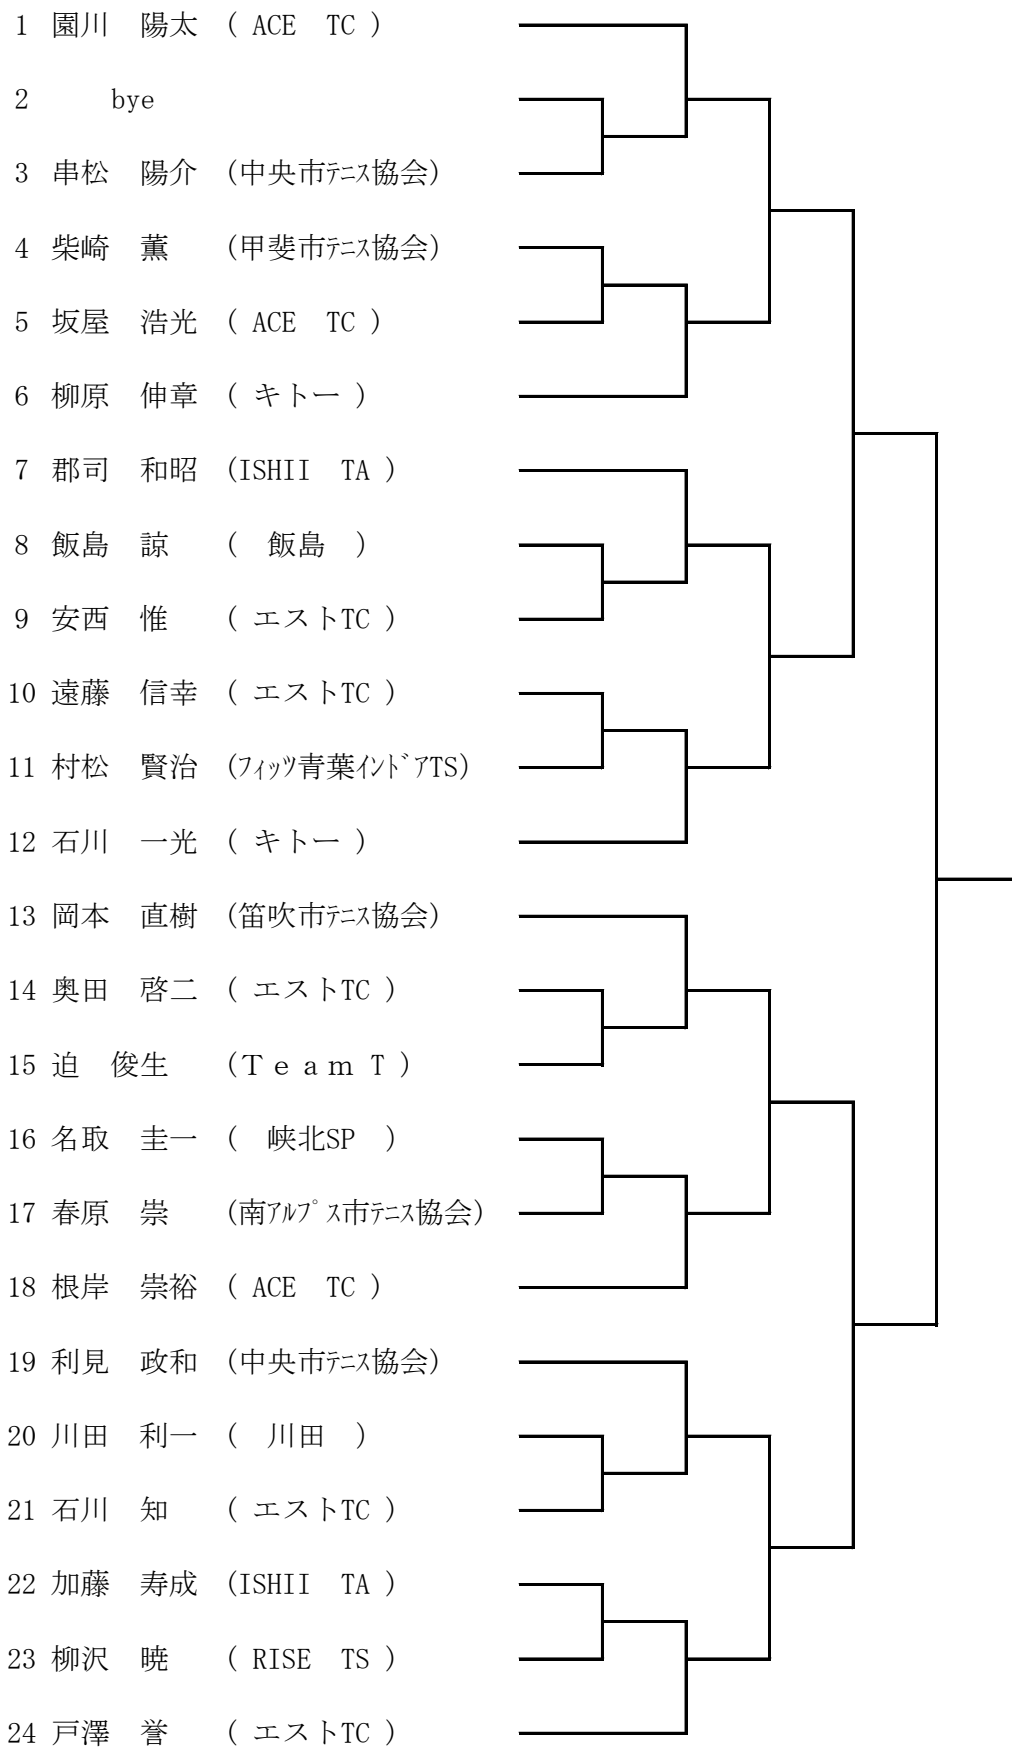 1 園川 陽太 ( ACE TC )
2 bye
3 串松 陽介 (中央市ﾃﾆｽ協会)
4 柴崎 薫 (甲斐市ﾃﾆｽ協会)
5 坂屋 浩光 ( ACE TC )
6 柳原 伸章 ( キトー )
7 郡司 和昭 (ISHII TA )
8 飯島 諒 ( 飯島 )
9 安西 惟 ( エストTC )
10 遠藤 信幸 ( エストTC )
11 村松 賢治 (ﾌｨｯﾂ青葉ｲﾝﾄﾞｱTS)
12 石川 一光 ( キトー )
13 岡本 直樹 (笛吹市ﾃﾆｽ協会)
14 奥田 啓二 ( エストTC )
15 迫 俊生 (Ｔｅａｍ Ｔ)
16 名取 圭一 ( 峡北SP )
17 春原 崇 (南ｱﾙﾌﾟｽ市ﾃﾆｽ協会)
18 根岸 崇裕 ( ACE TC )
19 利見 政和 (中央市ﾃﾆｽ協会)
20 川田 利一 ( 川田 )
21 石川 知 ( エストTC )
22 加藤 寿成 (ISHII TA )
23 柳沢 暁 ( RISE TS )
24 戸澤 誉 ( エストTC )